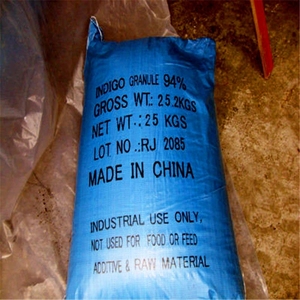 INDIGO GRANULE 94%
GROSS WT.: 25.2KGS
NET WT.: 25 KGS
LOT NO.: RJ 2085
MADE IN CHINA
INDUSTRIAL USE ONLY,
NOT USED FOR FOOD OR FEED
ADDITIVE & RAW MATERIAL